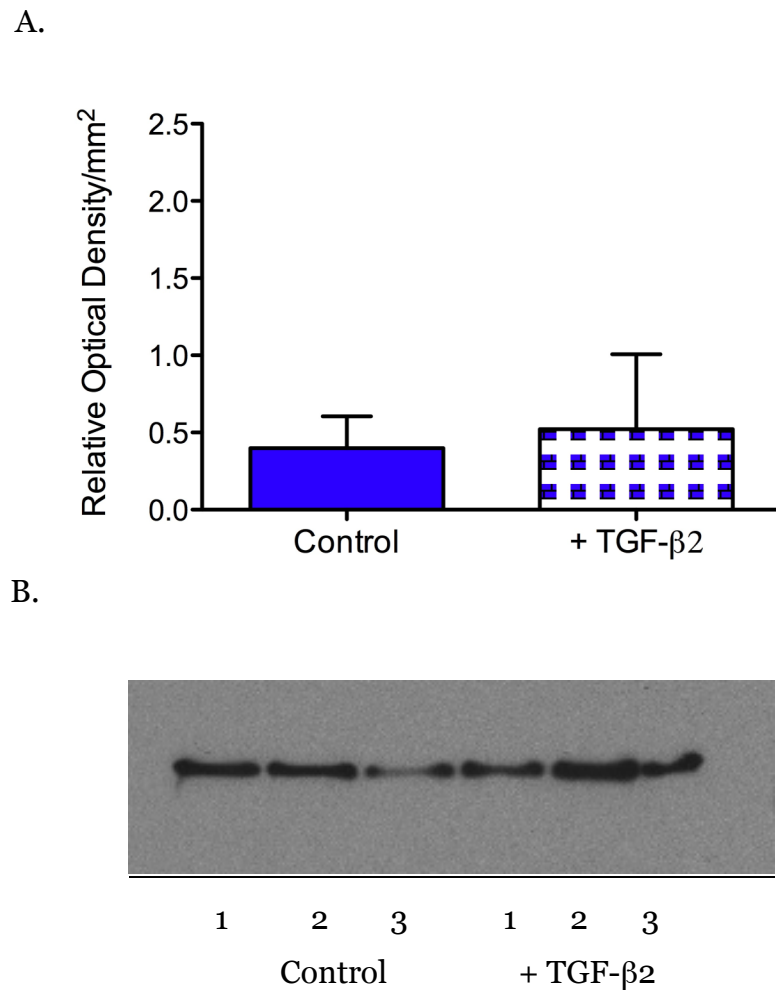 A.
Relative Optical Density/mm²
2.5
2.0
1.5
1.0
0.5
0.0
Control
+ TGF-β2
B.
1 2 3 1 2 3
Control + TGF-β2